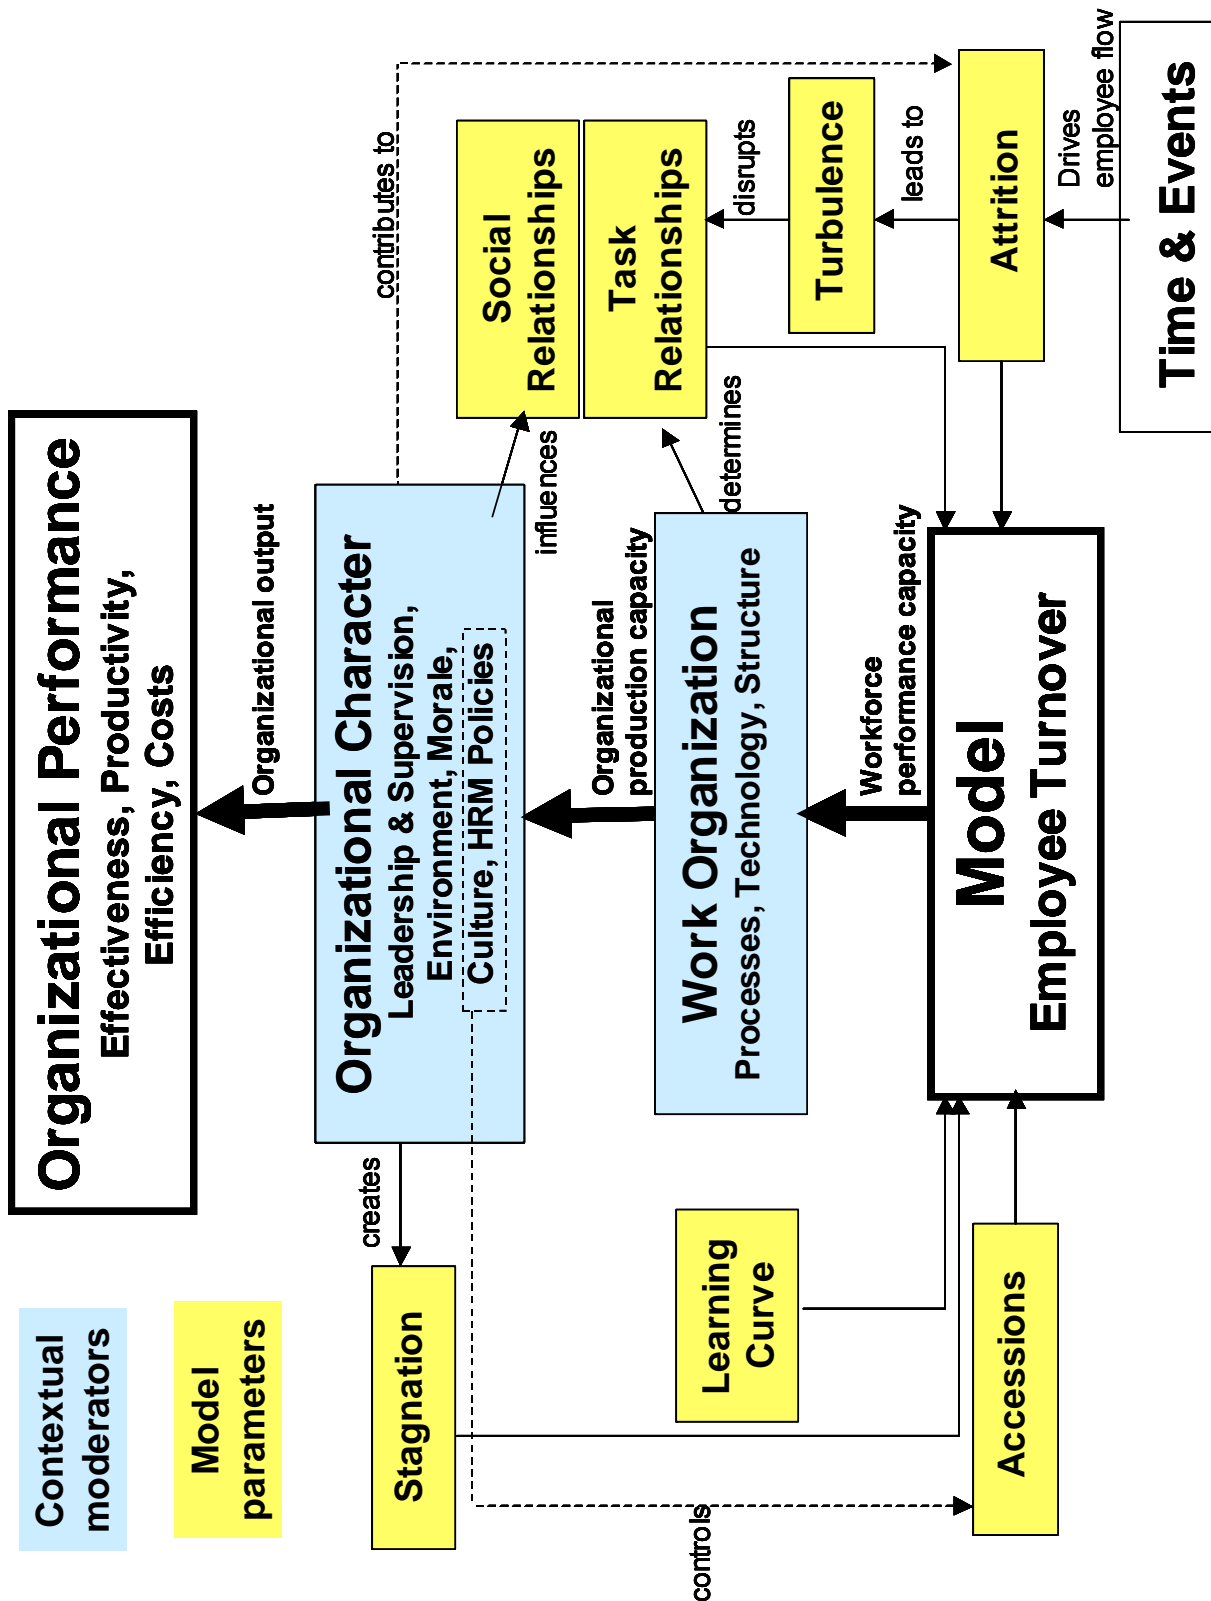 Contextual
moderators
Model
parameters
Organizational Performance
Effectiveness, Productivity,
Efficiency, Costs
Organizational output
contributes to
creates
Organizational Character
Leadership & Supervision,
Environment, Morale,
Culture, HRM Policies
Stagnation
influences
Social
Relationships
Task
Relationships
Organizational
production capacity
determines
disrupts
controls
Learning
Curve
Work Organization
Processes, Technology, Structure
Turbulence
Workforce
performance capacity
leads to
Accessions
Model
Employee Turnover
Attrition
Drives
employee flow
Time & Events